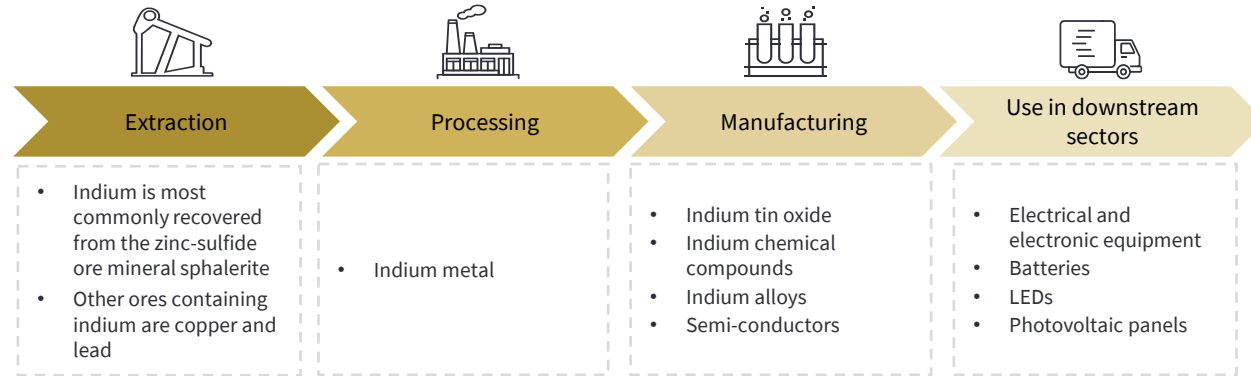 Extraction
Processing
Manufacturing
Use in downstream
sectors
• Indium is most
commonly recovered
from the zinc-sulfide
ore mineral sphalerite
• Other ores containing
indium are copper and
lead
• Indium metal
• Indium tin oxide
• Indium chemical
compounds
• Indium alloys
• Semi-conductors
• Electrical and
electronic equipment
• Batteries
• LEDs
• Photovoltaic panels